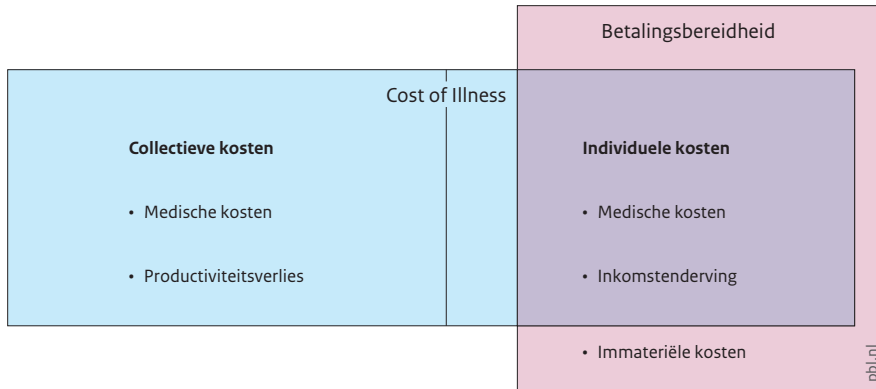 Betalingsbereidheid
Cost of Illness
Collectieve kosten
• Medische kosten
• Productiviteitsverlies
Individuele kosten
• Medische kosten
• Inkomstenderving
• Immateriële kosten
pbl.nl